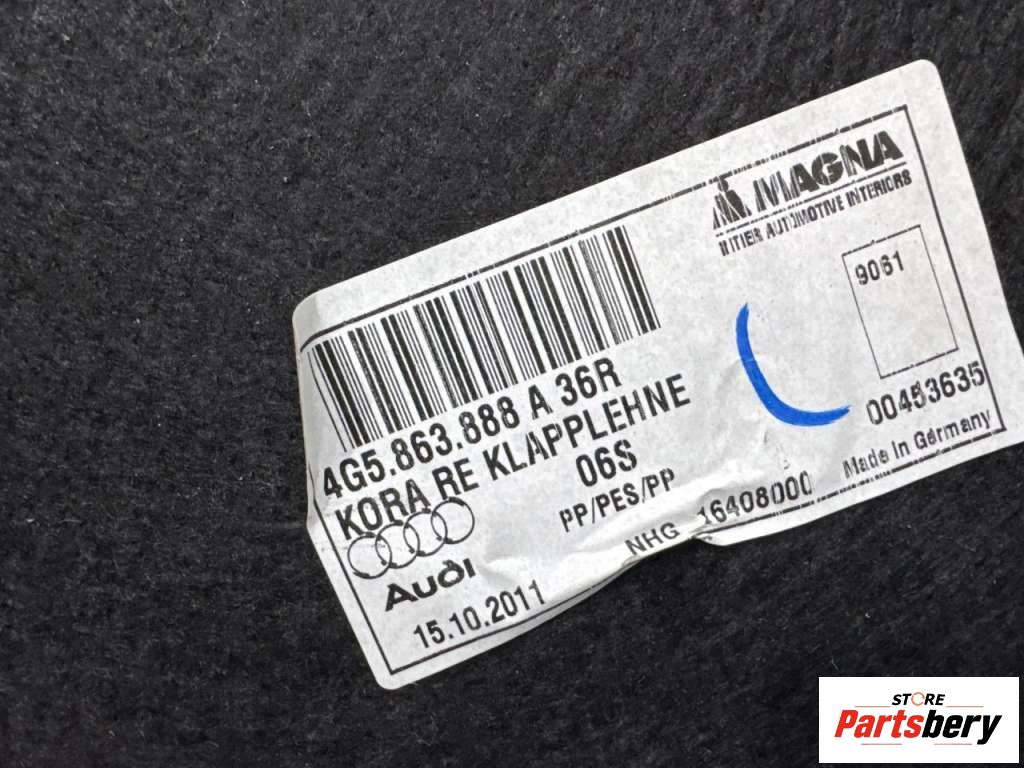 MAGNA
AUTOMOTIVE INTERIORS
9061
4G5.863.888 A 36R
KORA RE KLAPPLEHNE
06S
PP/PES/PP
00453635
Made In Germany
NHG 16408000
Audi
15.10.2011
STORE
Partsbery